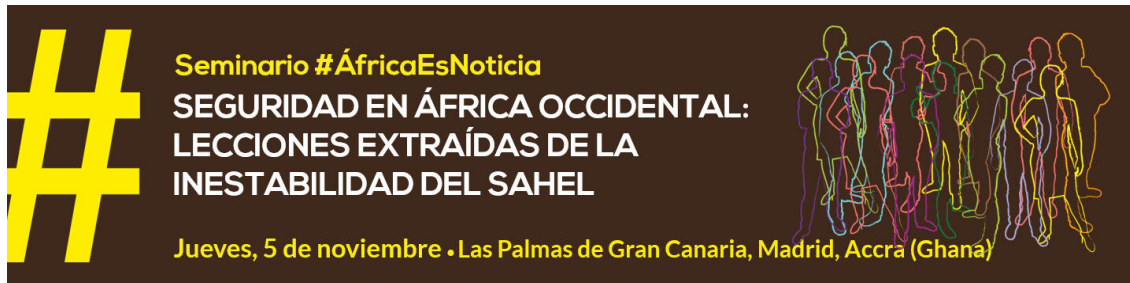 #
Seminario #ÁfricaEsNoticia
SEGURIDAD EN ÁFRICA OCCIDENTAL:
LECCIONES EXTRAÍDAS DE LA
INESTABILIDAD DEL SAHEL
Jueves, 5 de noviembre • Las Palmas de Gran Canaria, Madrid, Accra (Ghana)